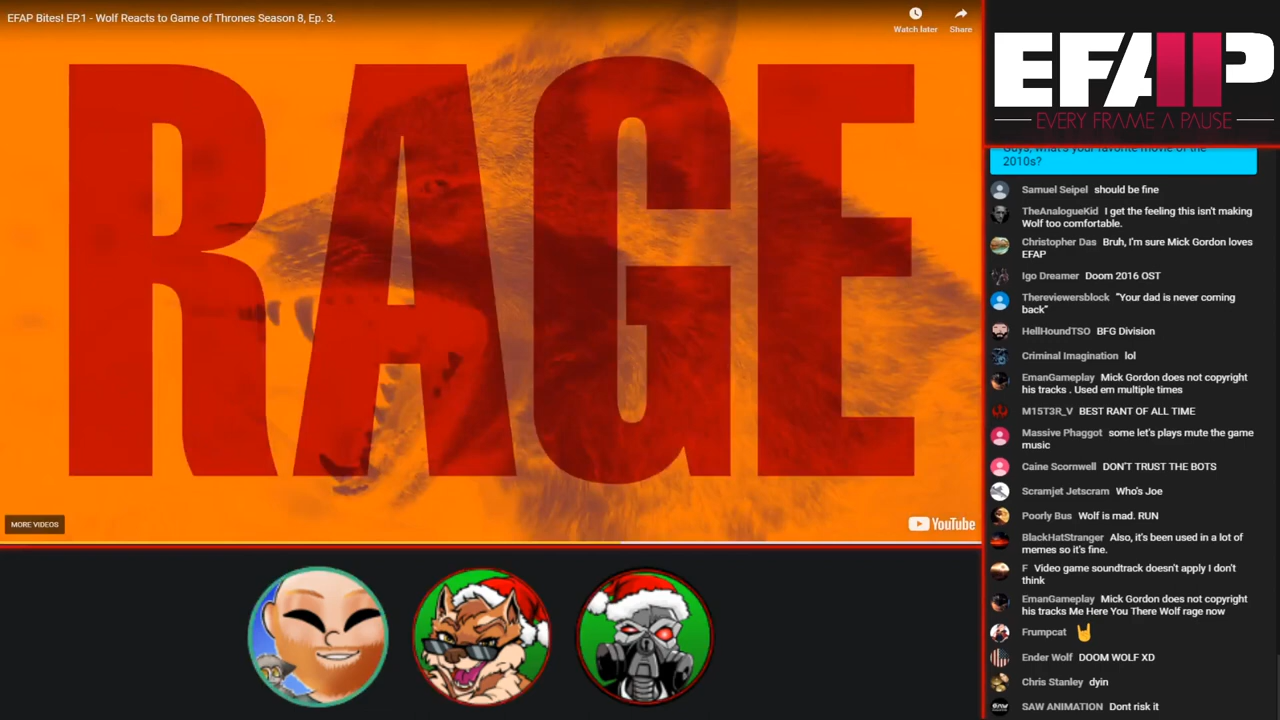 EFAP Bites! EP.1 - Wolf Reacts to Game of Thrones Season 8, Ep. 3.
Watch later
Share
RAGE
MORE VIDEOS
YouTube
EFAP
EVERY FRAME A PAUSE
Guys, what's your favorite movie of the
2010s?
Samuel Seipel should be fine
TheAnalogueKid I get the feeling this isn't making
Wolf too comfortable.
Christopher Das Bruh, I'm sure Mick Gordon loves
EFAP
Igo Dreamer Doom 2016 OST
Thereviewersblock "Your dad is never coming
back"
HellHoundTSO BFG Division
Criminal Imagination lol
EmanGameplay Mick Gordon does not copyright
his tracks . Used em multiple times
M15T3R_V BEST RANT OF ALL TIME
Massive Phaggot some let's plays mute the game
music
Caine Scornwell DON'T TRUST THE BOTS
Scramjet Jetscram Who's Joe
Poorly Bus Wolf is mad. RUN
BlackHatStranger Also, it's been used in a lot of
memes so it's fine.
F Video game soundtrack doesn't apply I don't
think
EmanGameplay Mick Gordon does not copyright
his tracks Me Here You There Wolf rage now
Frumpcat 🤘
Ender Wolf DOOM WOLF XD
Chris Stanley dyin
SAW ANIMATION Dont risk it